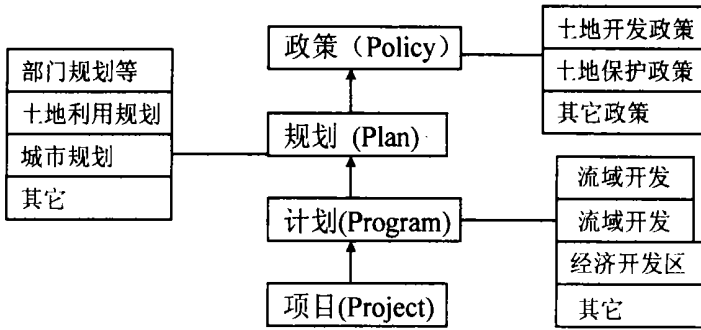 政策（Policy）
土地开发政策
土地保护政策
其它政策
部门规划等
土地利用规划
城市规划
其它
规划 (Plan)
计划(Program)
流域开发
流域开发
经济开发区
其它
项目(Project)